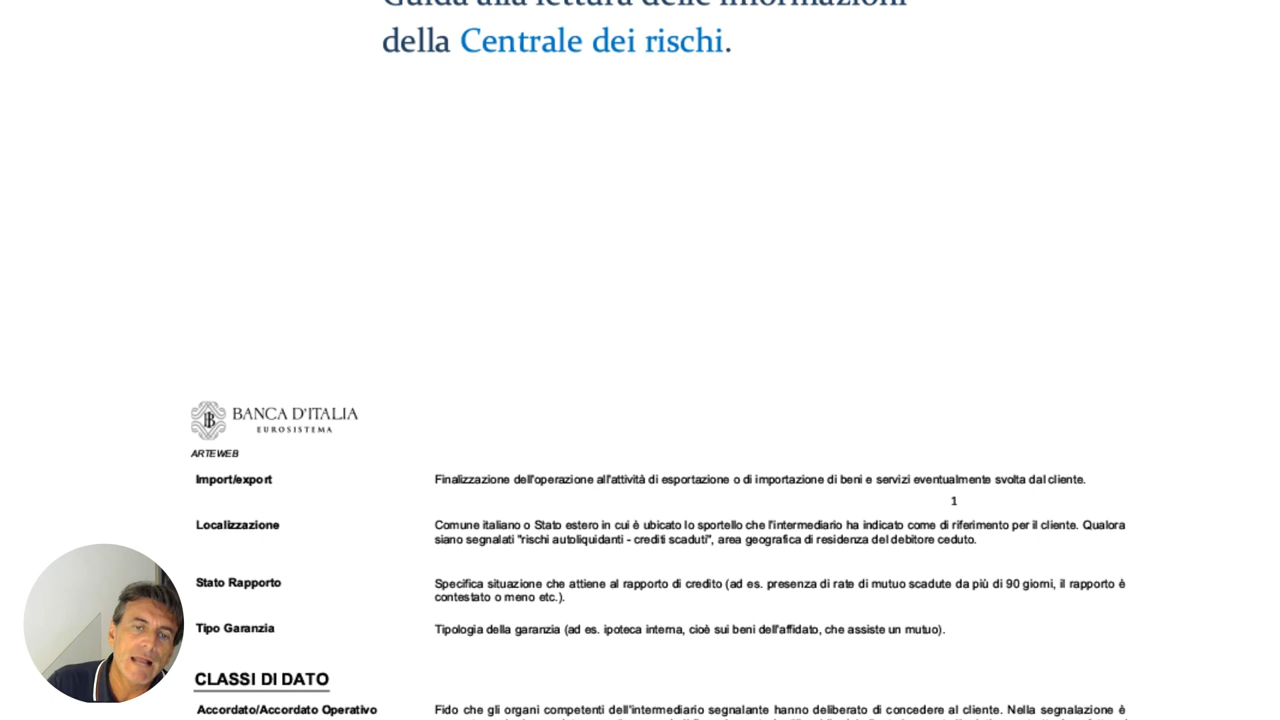 Guida alla lettura delle informazioni
della Centrale dei rischi.
BANCA D'ITALIA
EUROSISTEMA
ARTEWEB
Import/export Finalizzazione dell'operazione all'attività di esportazione o di importazione di beni e servizi eventualmente svolta dal cliente.
1
Localizzazione Comune italiano o Stato estero in cui è ubicato lo sportello che l'intermediario ha indicato come di riferimento per il cliente. Qualora
siano segnalati "rischi autoliquidanti - crediti scaduti", area geografica di residenza del debitore ceduto.
Stato Rapporto Specifica situazione che attiene al rapporto di credito (ad es. presenza di rate di mutuo scadute da più di 90 giorni, il rapporto è
contestato o meno etc.).
Tipo Garanzia Tipologia della garanzia (ad es. ipoteca interna, cioè sui beni dell'affidato, che assiste un mutuo).
CLASSI DI DATO
Accordato/Accordato Operativo Fido che gli organi competenti dell'intermediario segnalante hanno deliberato di concedere al cliente. Nella segnalazione è